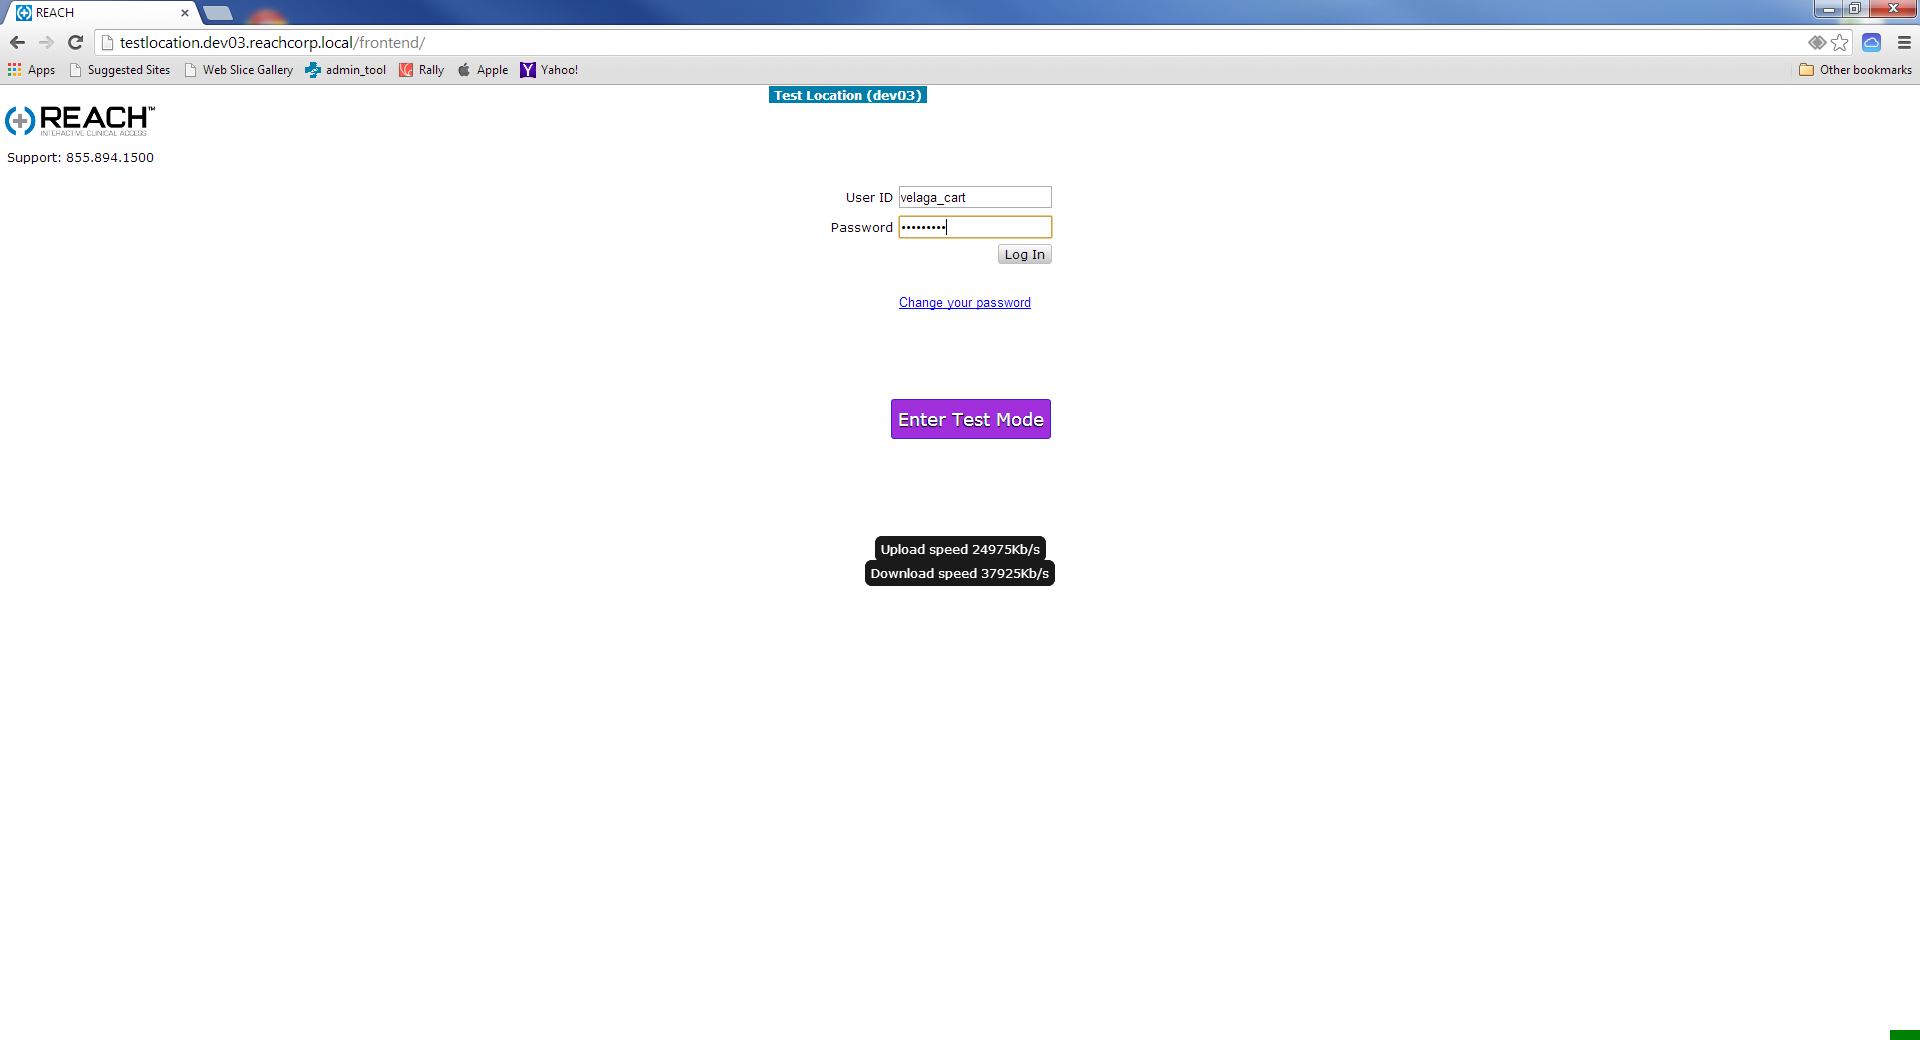 REACH
testlocation.dev03.reachcorp.local/frontend/
Apps Suggested Sites Web Slice Gallery admin_tool Rally Apple Yahoo! Other bookmarks
Test Location (dev03)
REACH™
INTERACTIVE CLINICAL ACCESS
Support: 855.894.1500
User ID velaga_cart
Password •••••••••
Log In
Change your password
Enter Test Mode
Upload speed 24975Kb/s
Download speed 37925Kb/s